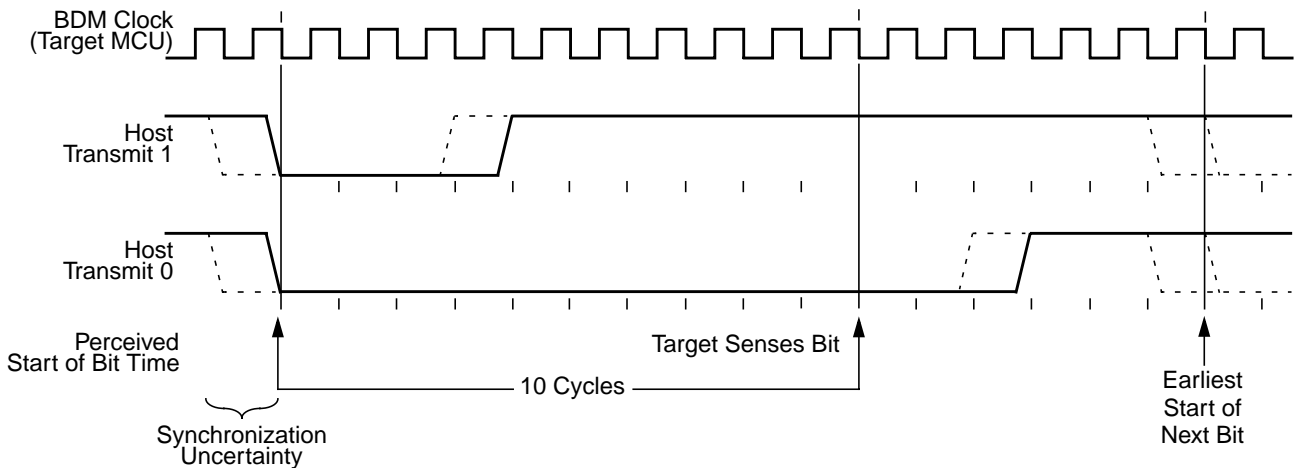 BDM Clock
(Target MCU)
Host
Transmit 1
Host
Transmit 0
Perceived
Start of Bit Time
Target Senses Bit
10 Cycles
Earliest
Start of
Next Bit
Synchronization
Uncertainty